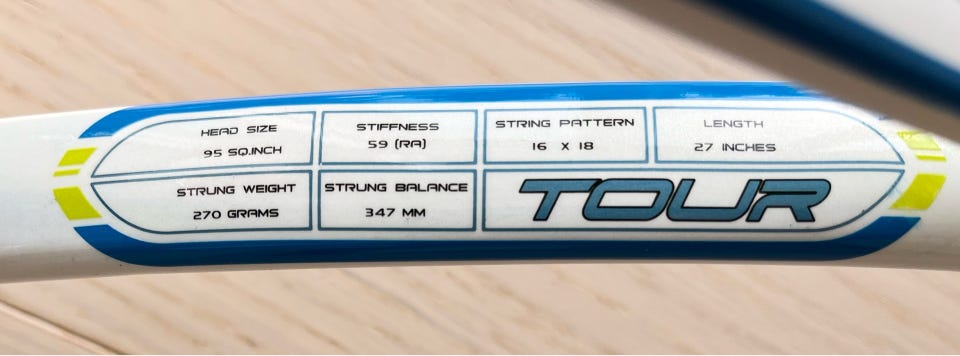 HEAD SIZE
95 SQ.INCH
STIFFNESS
59 (RA)
STRING PATTERN
16 X 18
LENGTH
27 INCHES
STRUNG WEIGHT
270 GRAMS
STRUNG BALANCE
347 MM
TOUR